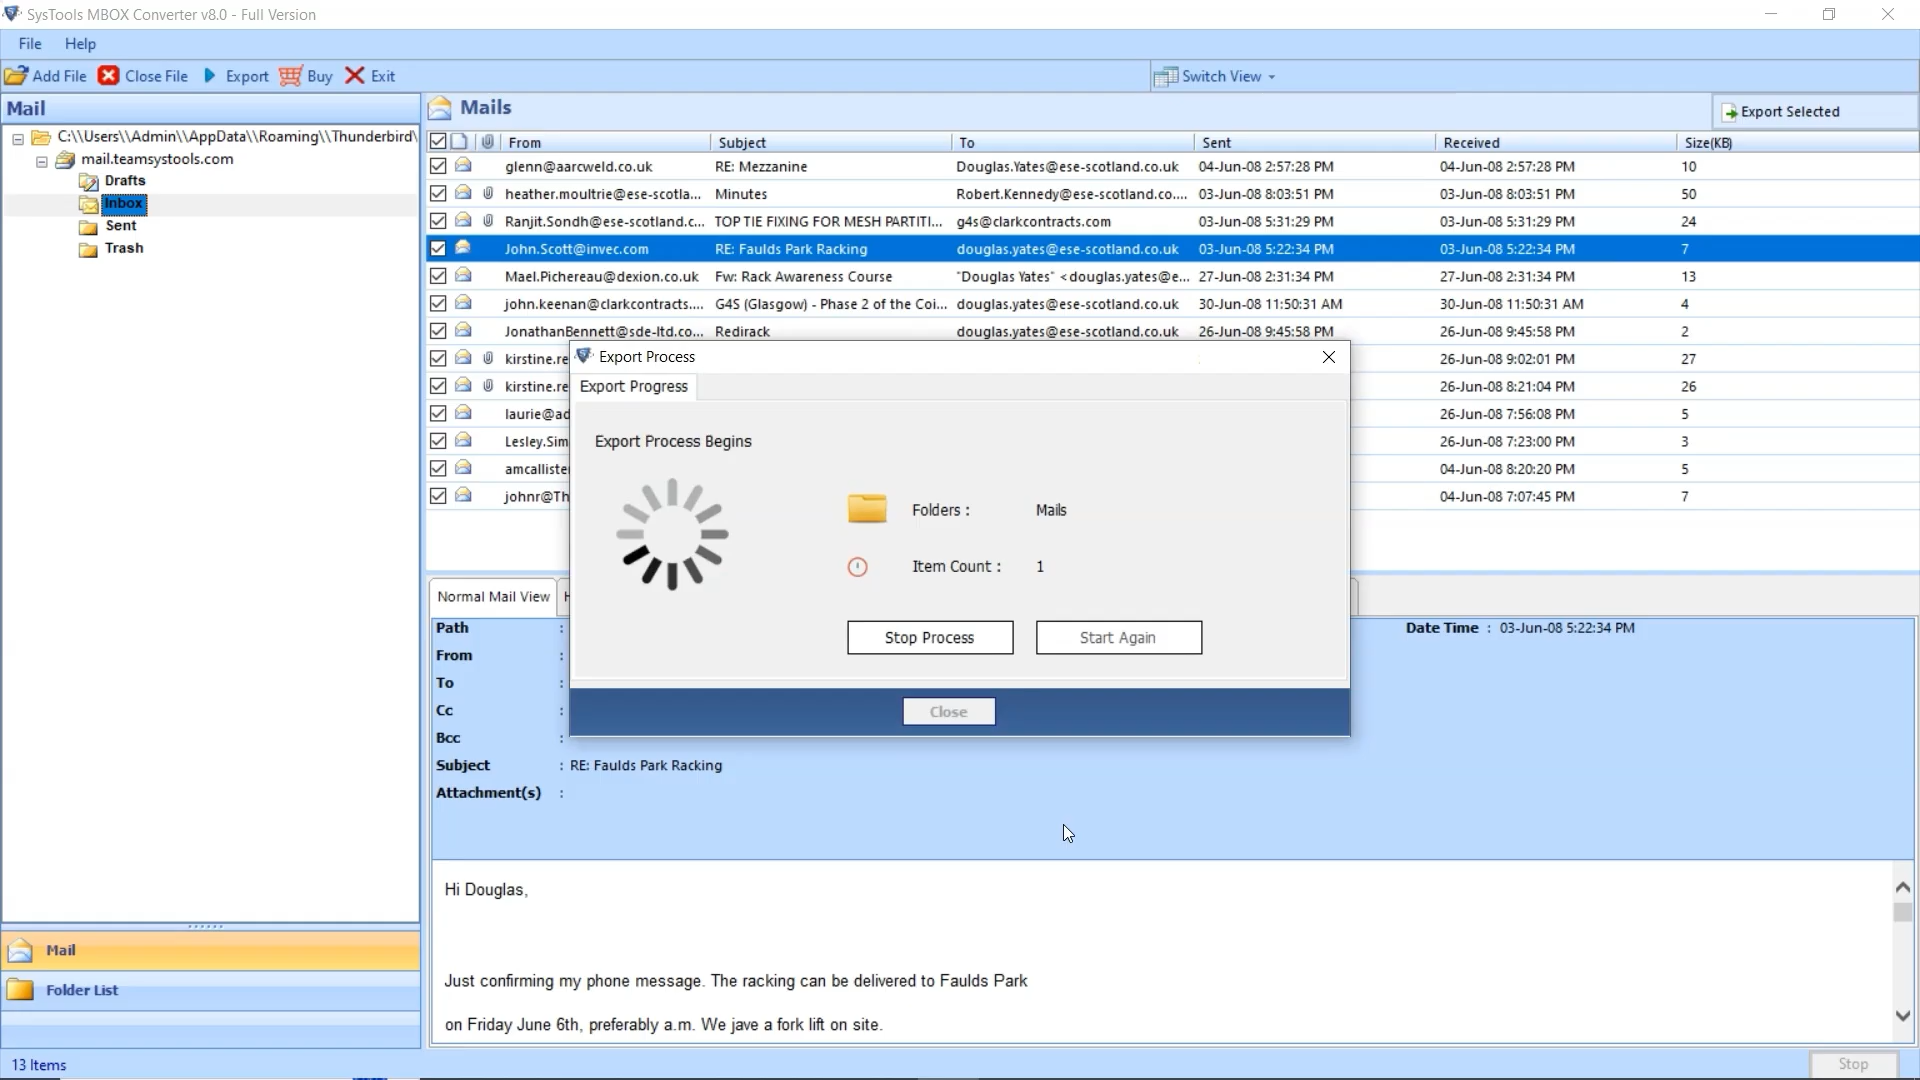 SysTools MBOX Converter v8.0 - Full Version
File Help
Add File Close File Export Buy Exit Switch View
Mail
C:\\Users\\Admin\\AppData\\Roaming\\Thunderbird\
mail.teamsystools.com
Drafts
Inbox
Sent
Trash
Mails
Export Selected
From Subject To Sent Received Size(KB)
glenn@aarcweld.co.uk RE: Mezzanine Douglas.Yates@ese-scotland.co.uk 04-Jun-08 2:57:28 PM 04-Jun-08 2:57:28 PM 10
heather.moultrie@ese-scotla... Minutes Robert.Kennedy@ese-scotland.co.... 03-Jun-08 8:03:51 PM 03-Jun-08 8:03:51 PM 50
Ranjit.Sondh@ese-scotland.c... TOP TIE FIXING FOR MESH PARTITI... g4s@clarkcontracts.com 03-Jun-08 5:31:29 PM 03-Jun-08 5:31:29 PM 24
John.Scott@invec.com RE: Faulds Park Racking douglas.yates@ese-scotland.co.uk 03-Jun-08 5:22:34 PM 03-Jun-08 5:22:34 PM 7
Mael.Pichereau@dexion.co.uk Fw: Rack Awareness Course "Douglas Yates" <douglas.yates@e... 27-Jun-08 2:31:34 PM 27-Jun-08 2:31:34 PM 13
john.keenan@clarkcontracts.... G4S (Glasgow) - Phase 2 of the Coi... douglas.yates@ese-scotland.co.uk 30-Jun-08 11:50:31 AM 30-Jun-08 11:50:31 AM 4
JonathanBennett@sde-ltd.co... Redirack douglas.yates@ese-scotland.co.uk 26-Jun-08 9:45:58 PM 26-Jun-08 9:45:58 PM 2
kirstine.re 26-Jun-08 9:02:01 PM 27
kirstine.re 26-Jun-08 8:21:04 PM 26
laurie@ad 26-Jun-08 7:56:08 PM 5
Lesley.Sim 26-Jun-08 7:23:00 PM 3
amcalliste 04-Jun-08 8:20:20 PM 5
johnr@Th 04-Jun-08 7:07:45 PM 7
Export Process
Export Progress
Export Process Begins
Folders : Mails
Item Count : 1
Stop Process Start Again
Close
Normal Mail View H
Path : Date Time : 03-Jun-08 5:22:34 PM
From :
To :
Cc :
Bcc :
Subject : RE: Faulds Park Racking
Attachment(s) :
Hi Douglas,
Just confirming my phone message. The racking can be delivered to Faulds Park
on Friday June 6th, preferably a.m. We jave a fork lift on site.
Mail
Folder List
13 Items
Stop